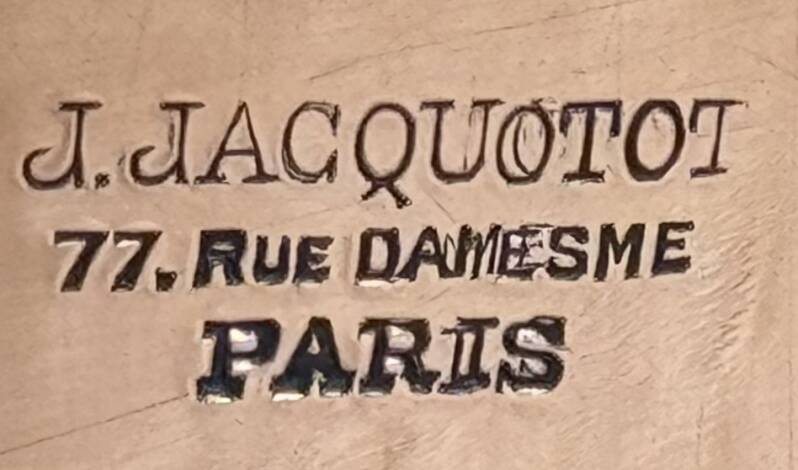 J. JACQUOTOT
77. RUE DAMESME
PARIS